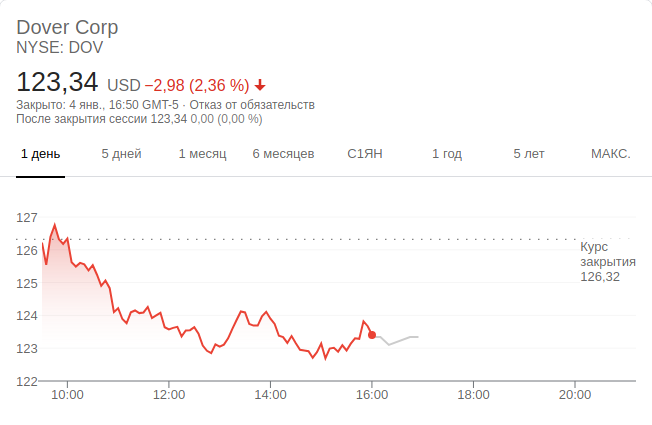 Dover Corp
NYSE: DOV
123,34 USD −2,98 (2,36 %)
Закрыто: 4 янв., 16:50 GMT-5 · Отказ от обязательств
После закрытия сессии 123,34 0,00 (0,00 %)
1 день 5 дней 1 месяц 6 месяцев С1ЯН 1 год 5 лет МАКС.
127
126
125
124
123
122
Курс
закрытия
126,32
10:00 12:00 14:00 16:00 18:00 20:00